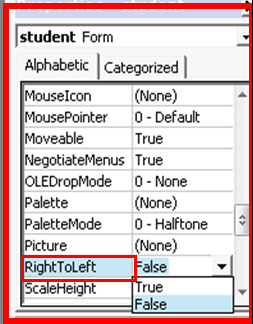 student Form
Alphabetic Categorized
MouseIcon (None)
MousePointer 0 - Default
Moveable True
NegotiateMenus True
OLEDropMode 0 - None
Palette (None)
PaletteMode 0 - Halftone
Picture (None)
RightToLeft False
ScaleHeight True
False